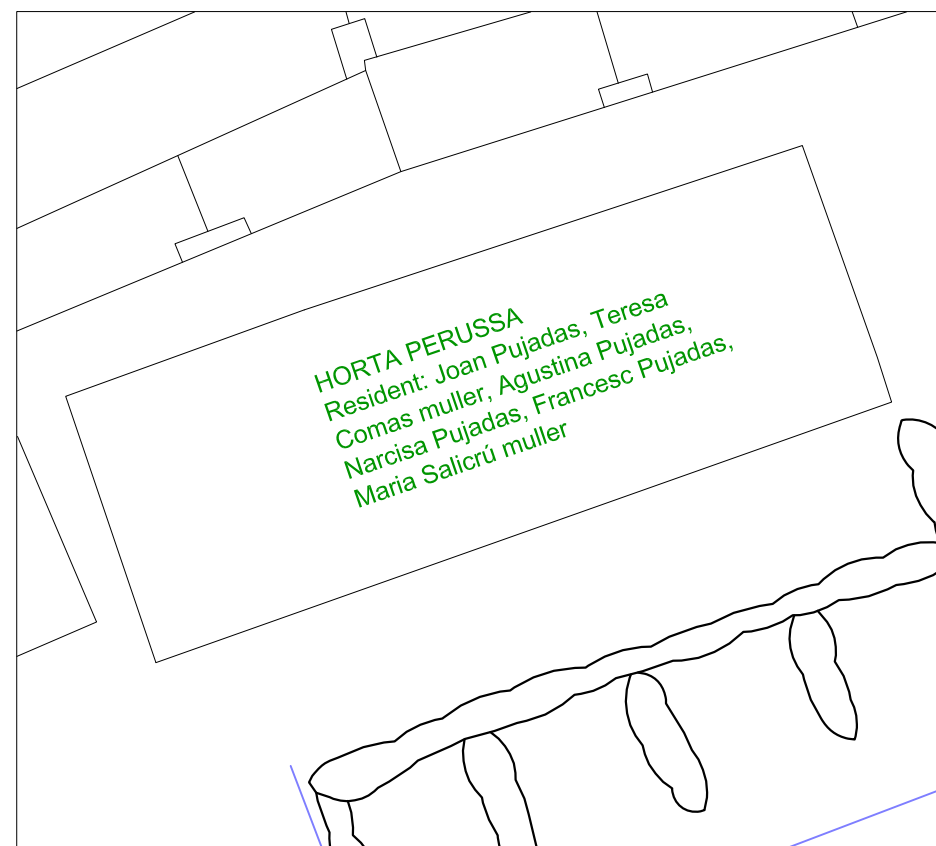 HORTA PERUSSA
Resident: Joan Pujadas, Teresa
Comas muller, Agustina Pujadas,
Narcisa Pujadas, Francesc Pujadas,
Maria Salicrú muller